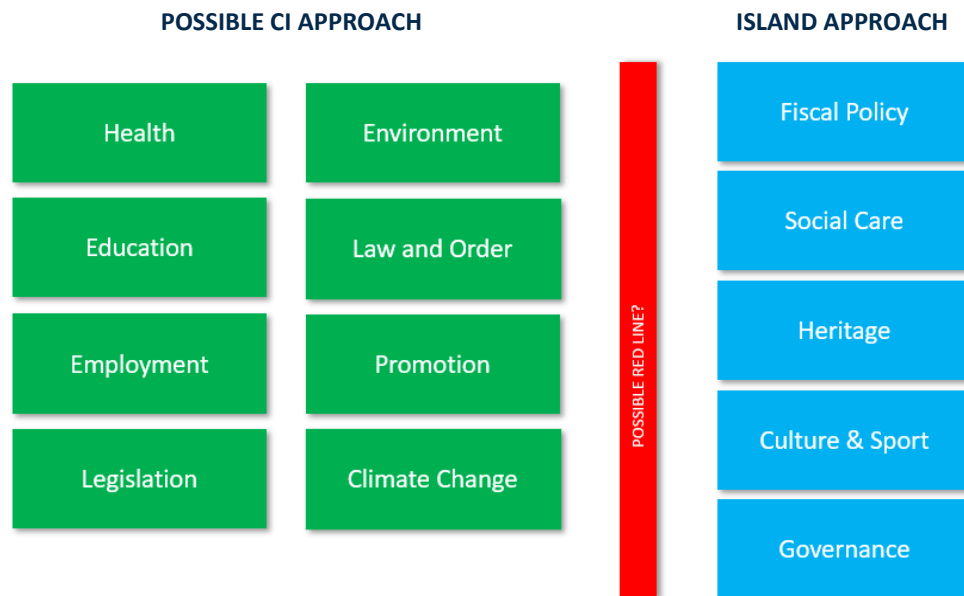 POSSIBLE CI APPROACH
Health
Environment
Education
Law and Order
Employment
Promotion
Legislation
Climate Change
POSSIBLE RED LINE?
ISLAND APPROACH
Fiscal Policy
Social Care
Heritage
Culture & Sport
Governance